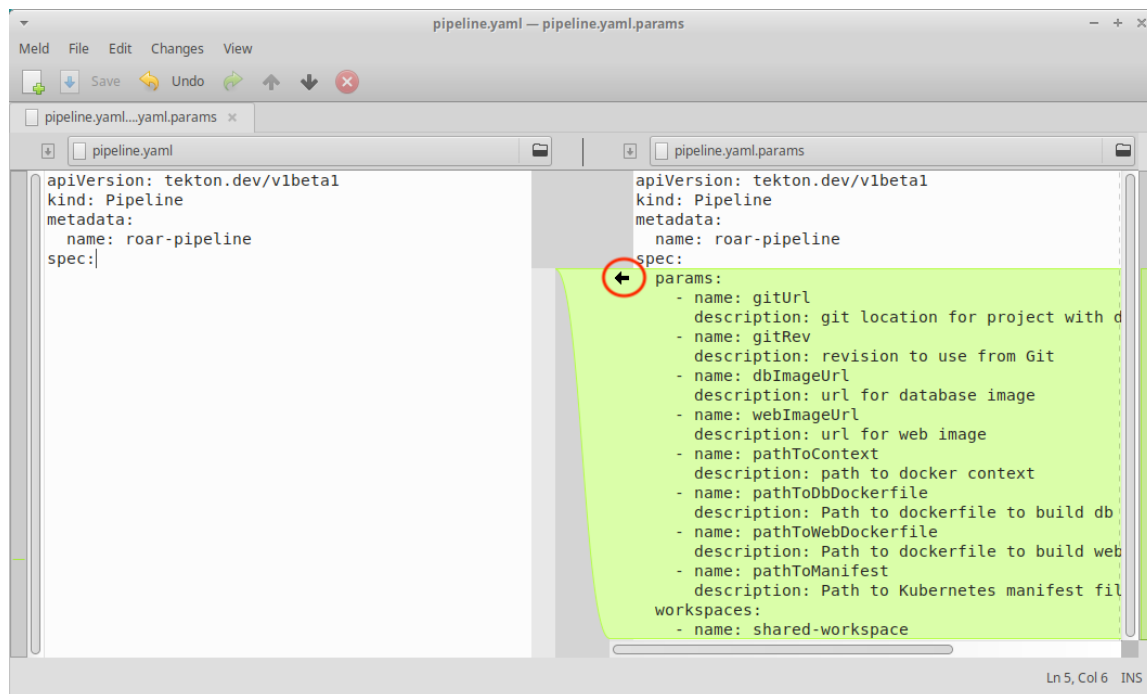 pipeline.yaml — pipeline.yaml.params
Meld File Edit Changes View
Save Undo
pipeline.yaml....yaml.params ×
pipeline.yaml
pipeline.yaml.params
apiVersion: tekton.dev/v1beta1
kind: Pipeline
metadata:
  name: roar-pipeline
spec:
apiVersion: tekton.dev/v1beta1
kind: Pipeline
metadata:
  name: roar-pipeline
spec:
  params:
    - name: gitUrl
      description: git location for project with d
    - name: gitRev
      description: revision to use from Git
    - name: dbImageUrl
      description: url for database image
    - name: webImageUrl
      description: url for web image
    - name: pathToContext
      description: path to docker context
    - name: pathToDbDockerfile
      description: Path to dockerfile to build db
    - name: pathToWebDockerfile
      description: Path to dockerfile to build web
    - name: pathToManifest
      description: Path to Kubernetes manifest fil
  workspaces:
    - name: shared-workspace
Ln 5, Col 6 INS